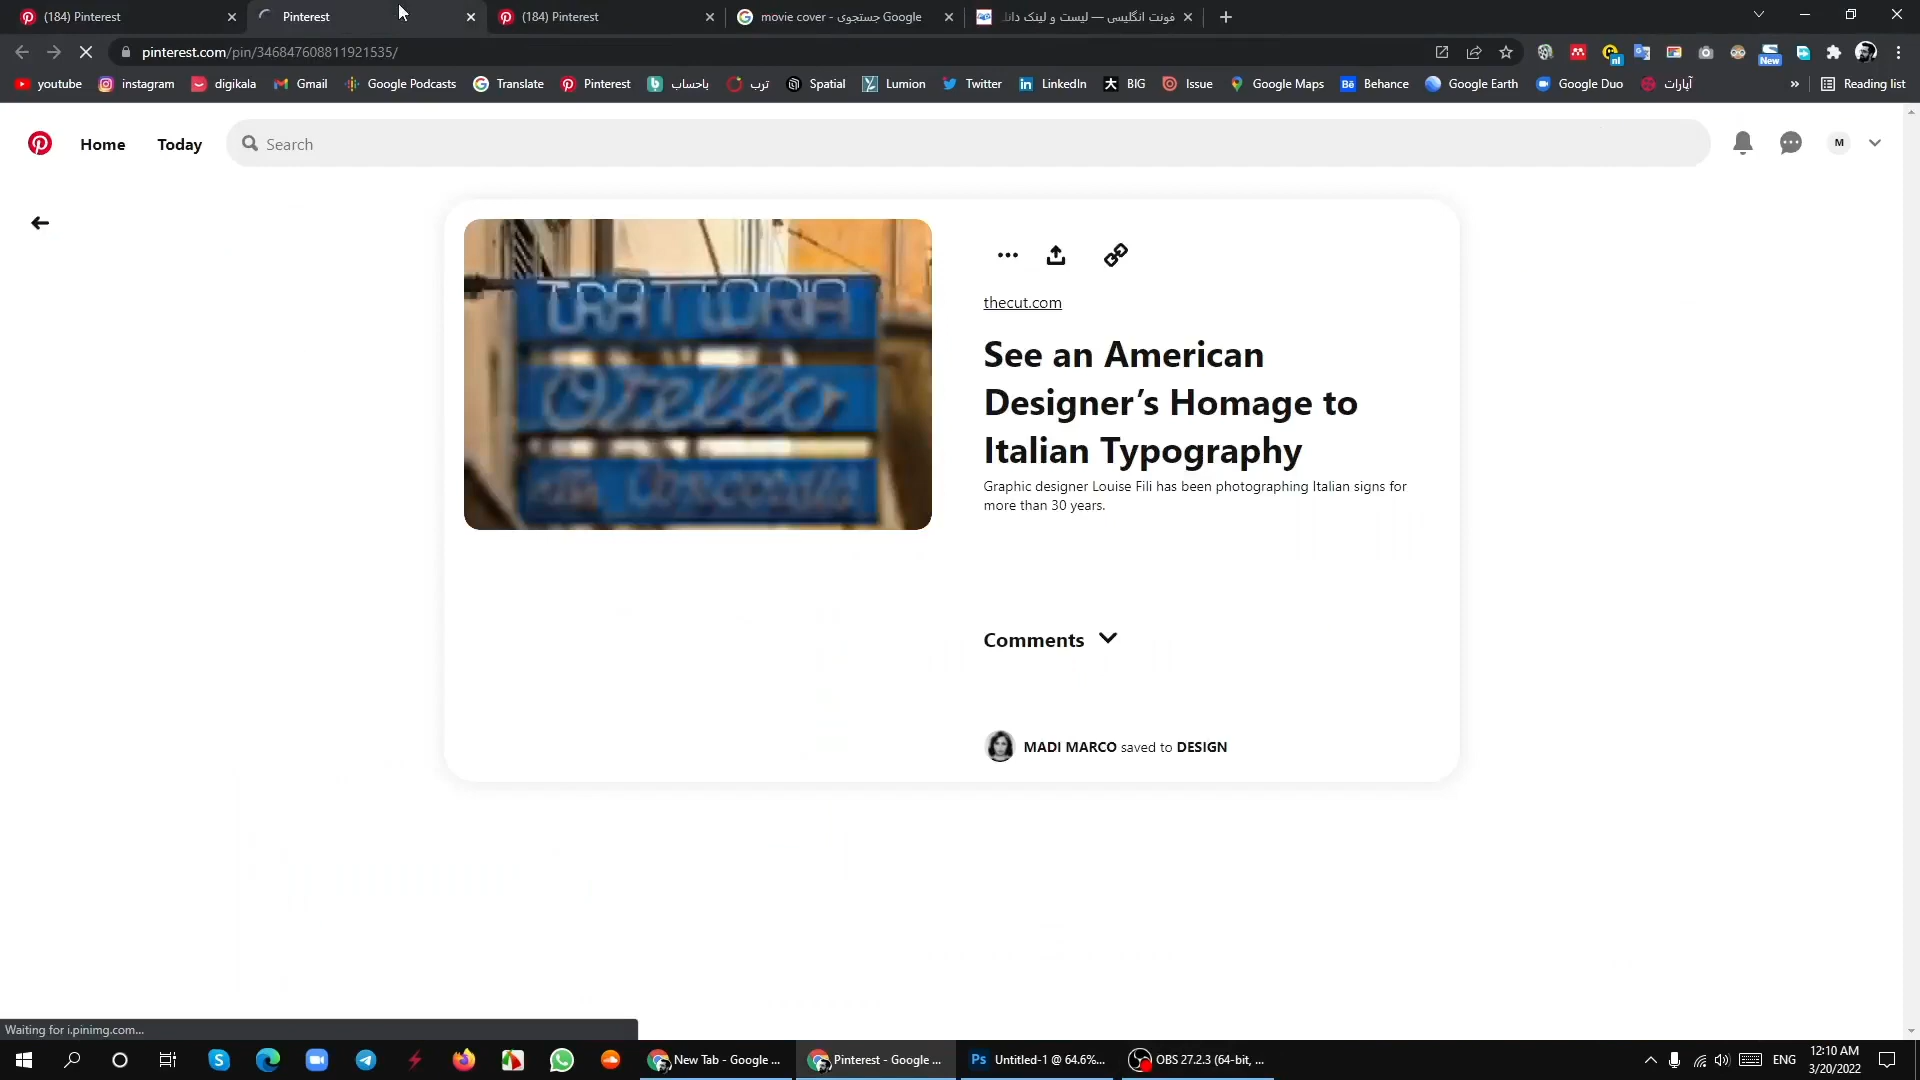 (184) Pinterest
Pinterest
(184) Pinterest
movie cover - جستجوی Google
فونت انگلیسی — لیست و لینک دانل
pinterest.com/pin/346847608811921535/
nl
New
youtube
instagram
digikala
Gmail
Google Podcasts
Translate
Pinterest
باحساب
ترب
Spatial
Lumion
Twitter
LinkedIn
BIG
Issue
Google Maps
Bē Behance
Google Earth
Google Duo
آپارات
»
Reading list
Home
Today
Search
M
TRATTORIA
Otello
thecut.com
See an American
Designer’s Homage to
Italian Typography
Graphic designer Louise Fili has been photographing Italian signs for
more than 30 years.
Comments
MADI MARCO saved to DESIGN
Waiting for i.pinimg.com...
New Tab - Google ...
Pinterest - Google ...
Ps Untitled-1 @ 64.6%...
OBS 27.2.3 (64-bit, ...
ENG
12:10 AM
3/20/2022